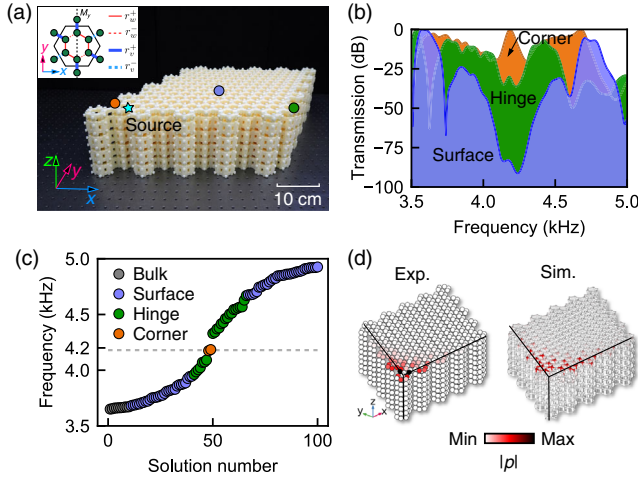 (a)
M_y
r_w^+
r_w^-
r_v^+
r_v^-
y
x
Source
z
y
x
10 cm
(b)
Transmission (dB)
0
−25
−50
−75
−100
Corner
Hinge
Surface
3.5 4.0 4.5 5.0
Frequency (kHz)
(c)
Frequency (kHz)
5.0
4.5
4.2
4.0
3.5
Bulk
Surface
Hinge
Corner
0 50 100
Solution number
(d)
Exp. Sim.
z
y x
Min Max
|p|